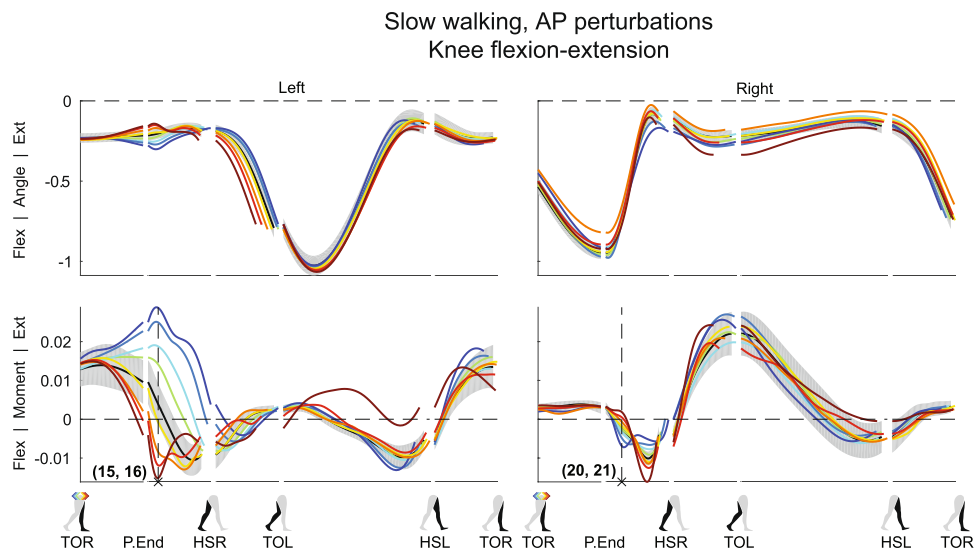 Slow walking, AP perturbations
Knee flexion-extension
Left
Right
Flex | Angle | Ext
0
-0.5
-1
Flex | Moment | Ext
0.02
0.01
0
-0.01
(15, 16)
(20, 21)
TOR P.End HSR TOL HSL TOR
TOR P.End HSR TOL HSL TOR